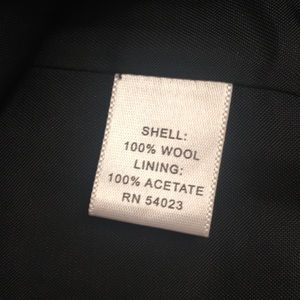 SHELL:
100% WOOL
LINING:
100% ACETATE
RN 54023